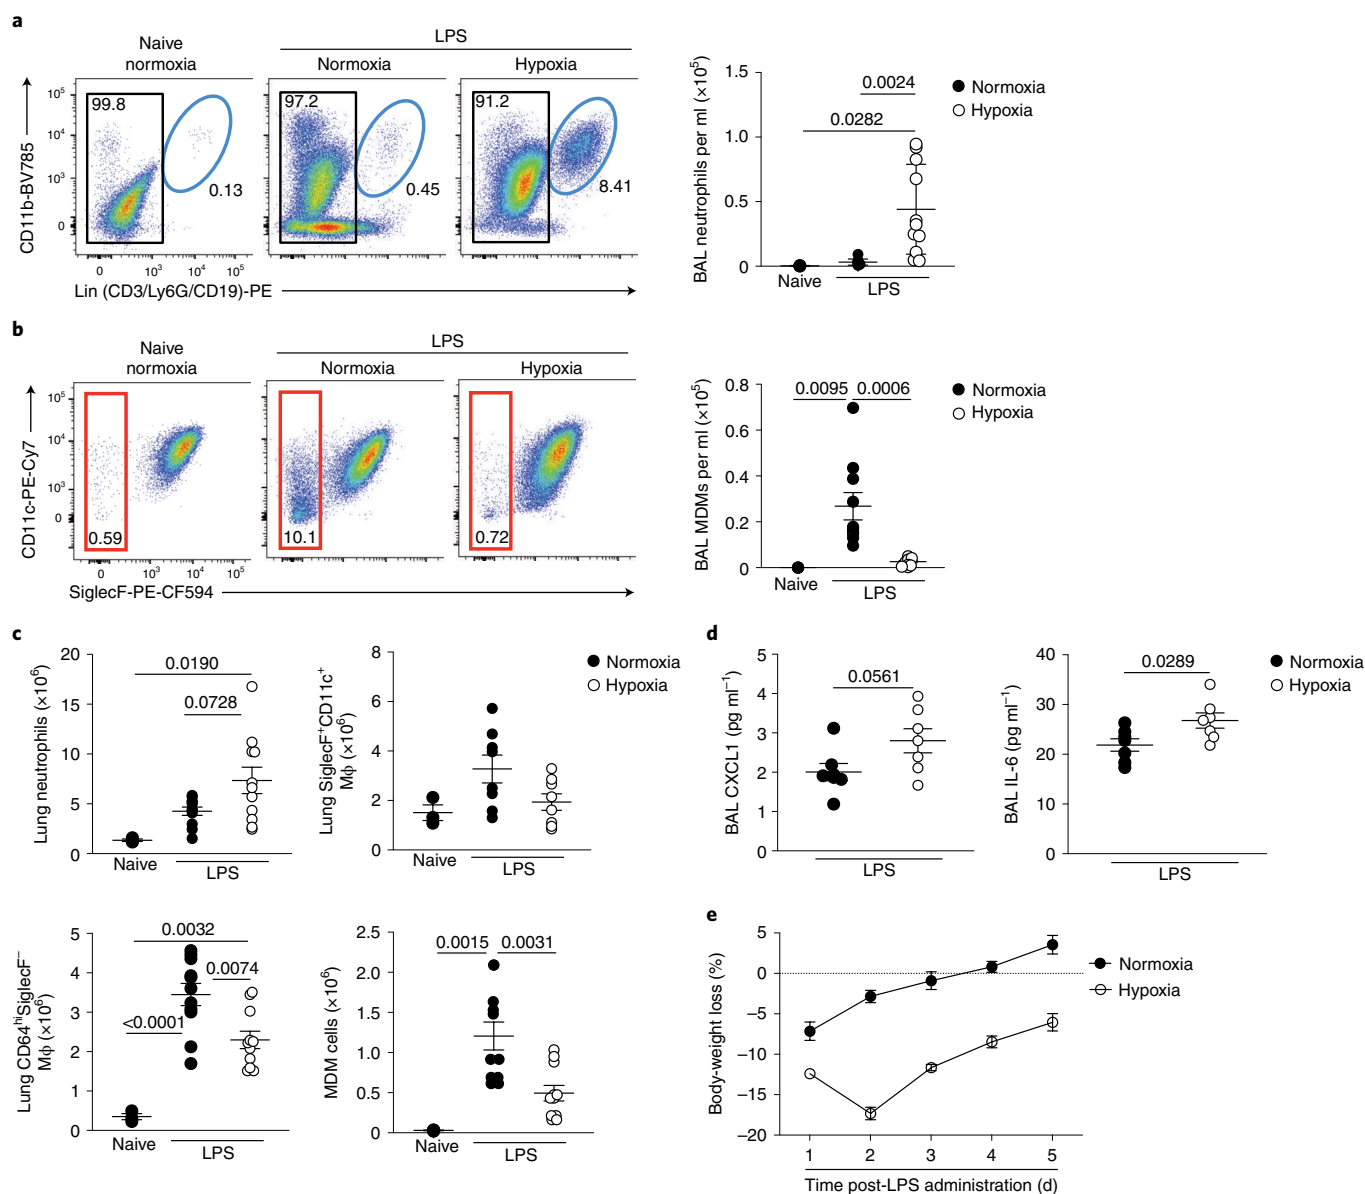 a
Naive
normoxia
LPS
Normoxia
Hypoxia
CD11b-BV785
10⁵
10⁴
10³
0
99.8
0.13
97.2
0.45
91.2
8.41
0
10³
10⁴
10⁵
Lin (CD3/Ly6G/CD19)-PE
BAL neutrophils per ml (×10⁵)
1.5
1.0
0.5
0
0.0024
0.0282
Normoxia
Hypoxia
Naive
LPS
b
Naive
normoxia
LPS
Normoxia
Hypoxia
CD11c-PE-Cy7
10⁵
10⁴
10³
0
0.59
10.1
0.72
0
10³
10⁴
10⁵
SiglecF-PE-CF594
BAL MDMs per ml (×10⁵)
0.8
0.6
0.4
0.2
0
0.0095
0.0006
Normoxia
Hypoxia
Naive
LPS
c
Lung neutrophils (×10⁶)
20
15
10
5
0
0.0190
0.0728
Naive
LPS
Lung SiglecF⁺CD11c⁺
Mϕ (×10⁶)
8
6
4
2
0
Naive
LPS
Normoxia
Hypoxia
Lung CD64ʰⁱSiglecF⁻
Mϕ (×10⁶)
5
4
3
2
1
0
0.0032
0.0074
<0.0001
Naive
LPS
MDM cells (×10⁶)
2.5
2.0
1.5
1.0
0.5
0
0.0015
0.0031
Naive
LPS
d
BAL CXCL1 (pg ml⁻¹)
5
4
3
2
1
0
0.0561
LPS
BAL IL-6 (pg ml⁻¹)
40
30
20
10
0
0.0289
LPS
Normoxia
Hypoxia
e
Body-weight loss (%)
5
0
−5
−10
−15
−20
1
2
3
4
5
Time post-LPS administration (d)
Normoxia
Hypoxia